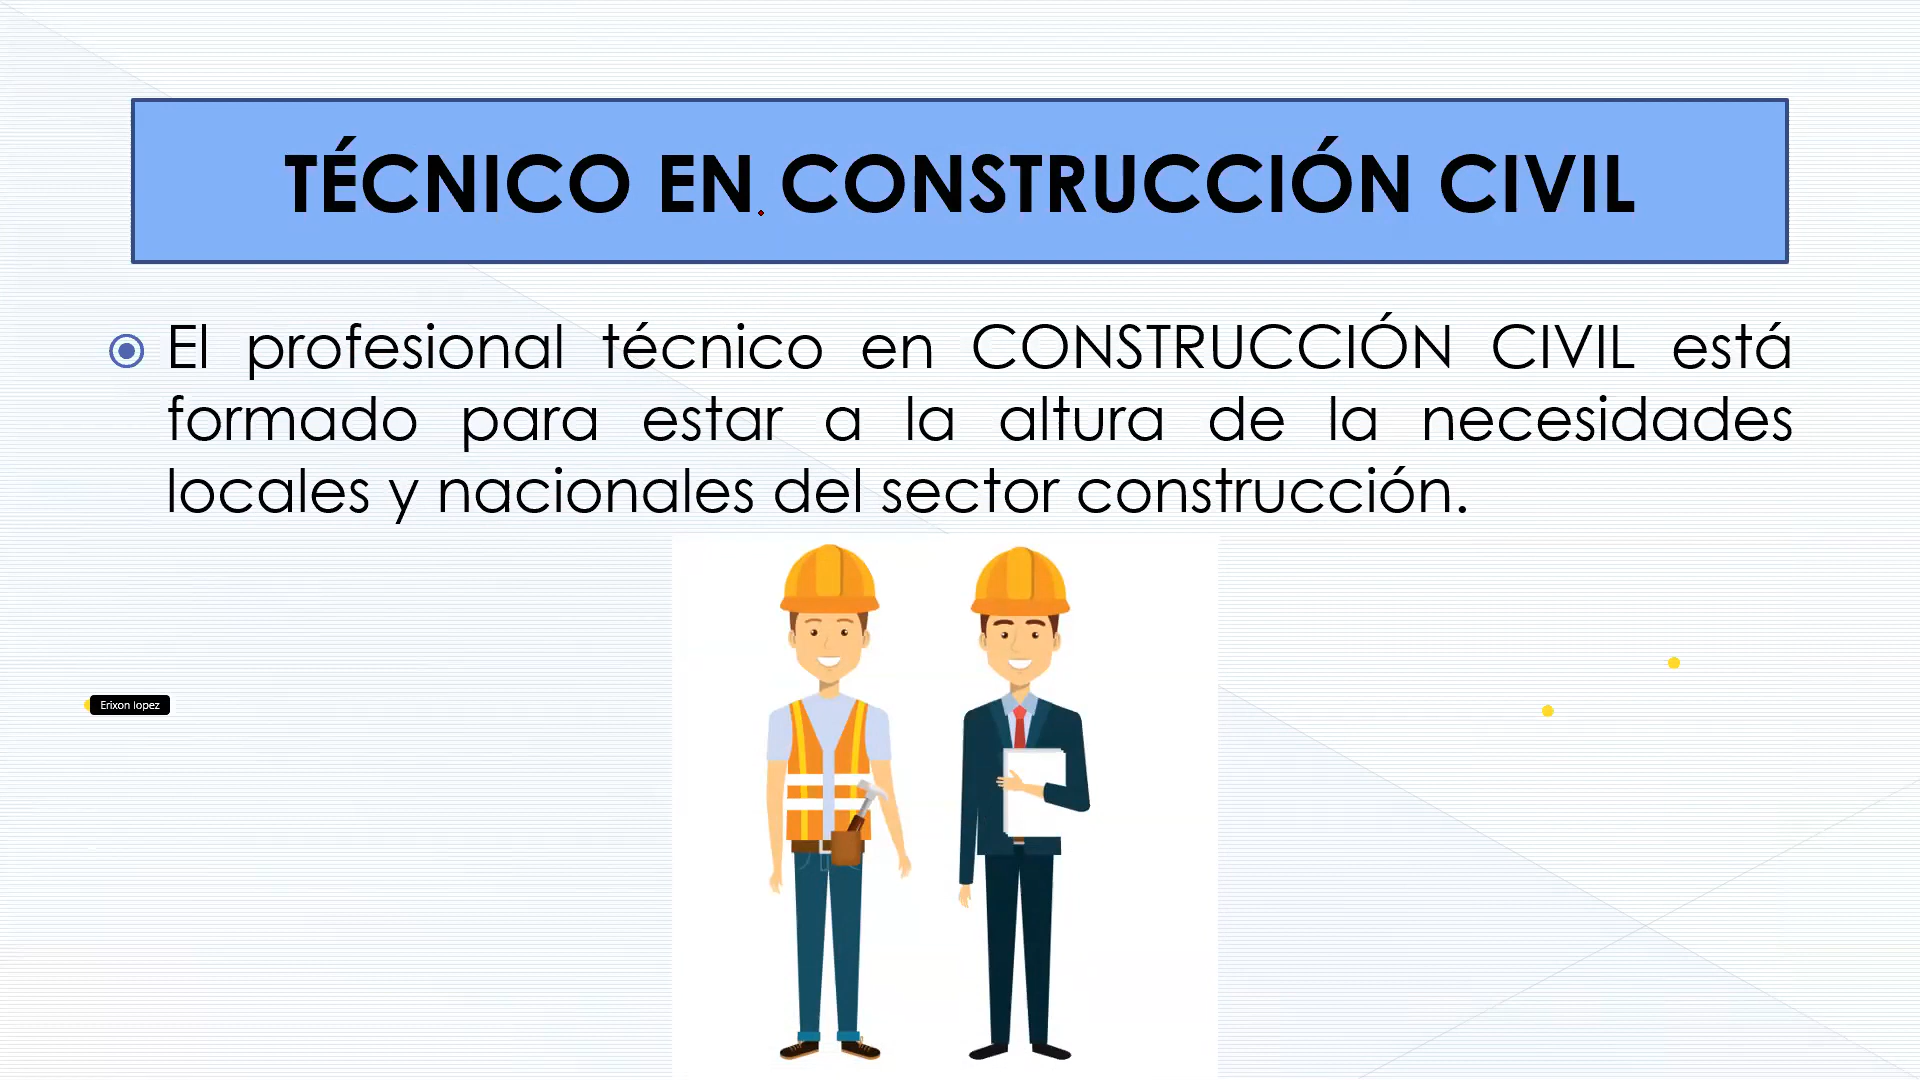 TÉCNICO EN CONSTRUCCIÓN CIVIL
El profesional técnico en CONSTRUCCIÓN CIVIL está
formado para estar a la altura de la necesidades
locales y nacionales del sector construcción.
Erixon lopez